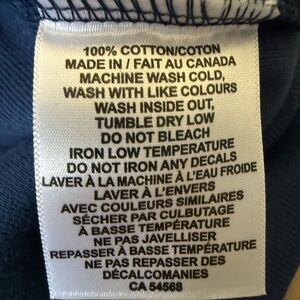 100% COTTON/COTON
MADE IN / FAIT AU CANADA
MACHINE WASH COLD,
WASH WITH LIKE COLOURS
WASH INSIDE OUT,
TUMBLE DRY LOW
DO NOT BLEACH
IRON LOW TEMPERATURE
DO NOT IRON ANY DECALS
LAVER À LA MACHINE À L'EAU FROIDE
LAVER À L'ENVERS
AVEC COULEURS SIMILAIRES
SÉCHER PAR CULBUTAGE
À BASSE TEMPÉRATURE
NE PAS JAVELLISER
REPASSER À BASSE TEMPÉRATURE
NE PAS REPASSER DES
DÉCALCOMANIES
CA 54568